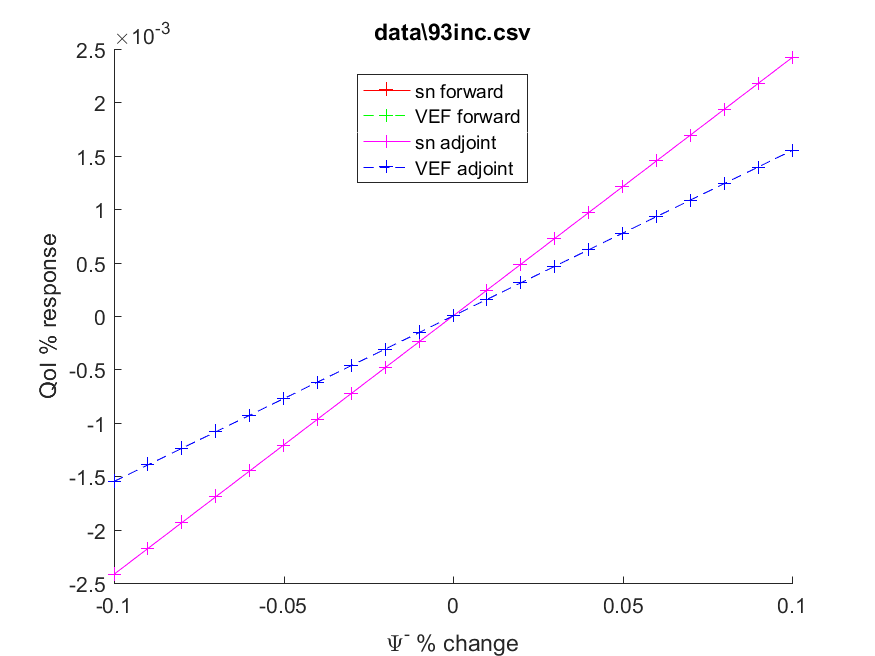 data\93inc.csv
×10-3
2.5
2
1.5
1
0.5
0
-0.5
-1
-1.5
-2
-2.5
QoI % response
sn forward
VEF forward
sn adjoint
VEF adjoint
-0.1 -0.05 0 0.05 0.1
Ψ- % change